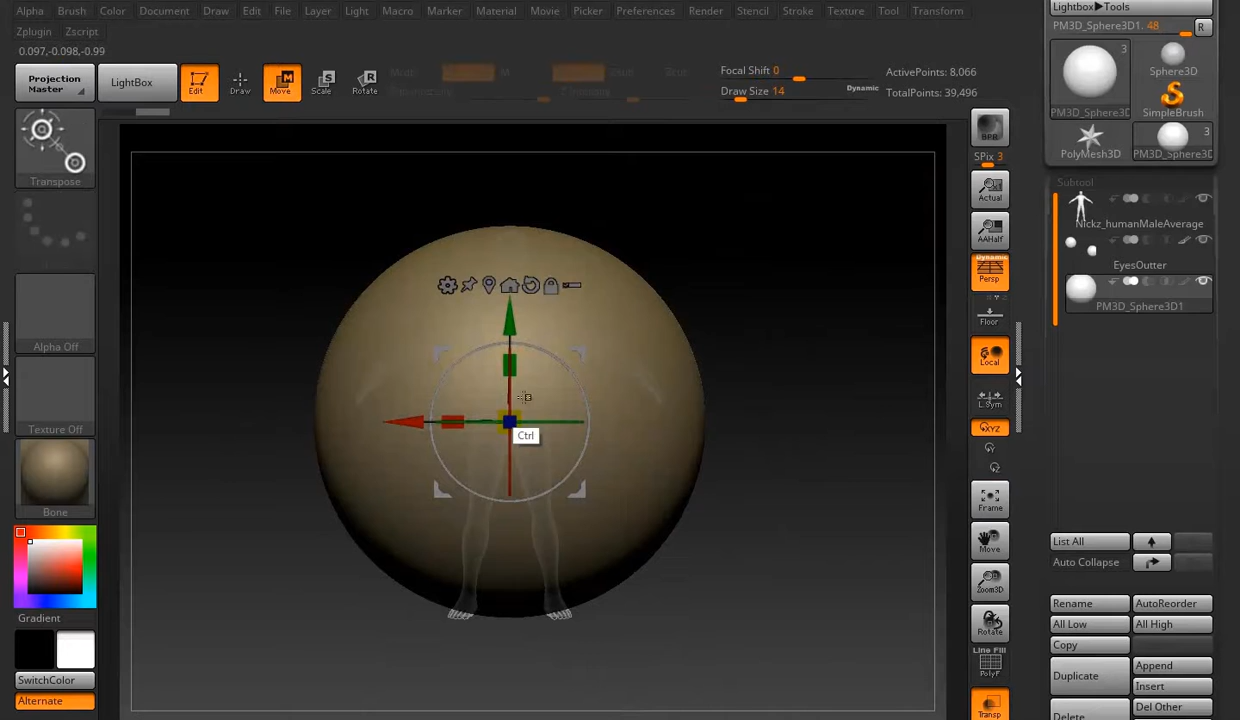 Alpha Brush Color Document Draw Edit File Layer Light Macro Marker Material Movie Picker Preferences Render Stencil Stroke Texture Tool Transform
Zplugin Zscript
0.097,-0.098,-0.99
Projection Master
LightBox
Edit
Draw
Move
Scale
Rotate
Focal Shift 0
Draw Size 14
Dynamic
ActivePoints: 8,066
TotalPoints: 39,496
Transpose
Alpha Off
Texture Off
Bone
Gradient
SwitchColor
Alternate
Ctrl
BPR
SPix 3
Actual
AAHalf
Dynamic
Persp
Floor
Local
L.Sym
XYZ
Frame
Move
Zoom3D
Rotate
Line Fill
PolyF
Transp
Lightbox▶Tools
PM3D_Sphere3D1. 48
R
3
Sphere3D
PM3D_Sphere3D
SimpleBrush
3
PolyMesh3D
PM3D_Sphere3D
Subtool
Nickz_humanMaleAverage
EyesOutter
PM3D_Sphere3D1
List All
Auto Collapse
Rename
AutoReorder
All Low
All High
Copy
Duplicate
Append
Insert
Delete
Del Other